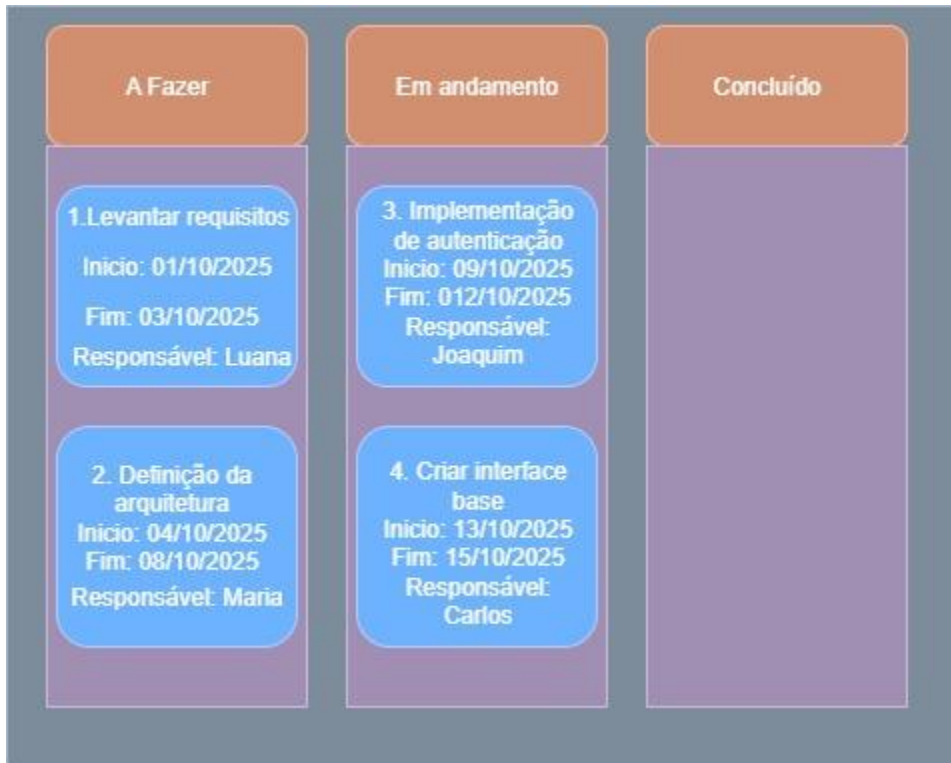 A Fazer
Em andamento
Concluído
1.Levantar requisitos
Inicio: 01/10/2025
Fim: 03/10/2025
Responsável: Luana
2. Definição da
arquitetura
Inicio: 04/10/2025
Fim: 08/10/2025
Responsável: Maria
3. Implementação
de autenticação
Inicio: 09/10/2025
Fim: 012/10/2025
Responsável:
Joaquim
4. Criar interface
base
Inicio: 13/10/2025
Fim: 15/10/2025
Responsável:
Carlos